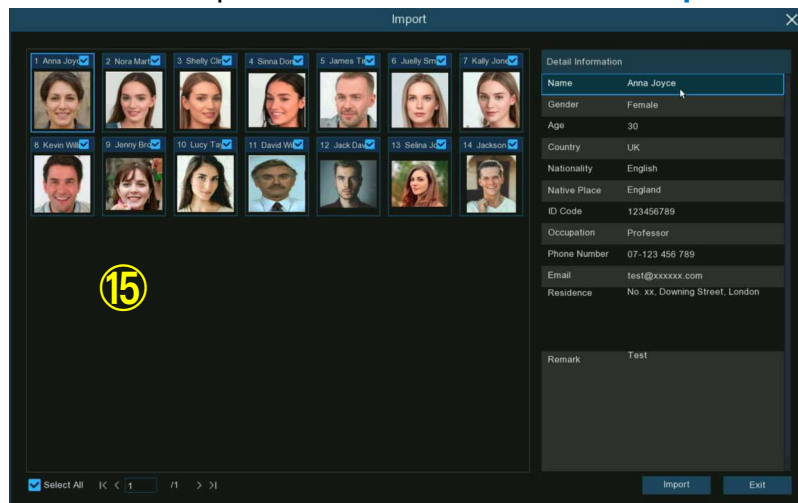 Import
1 Anna Joyc
2 Nora Mart
3 Shelly Clir
4 Sinna Don
5 James Ti
6 Juelly Sm
7 Kally Jone
8 Kevin Will
9 Jenny Bro
10 Lucy Tay
11 David Wi
12 Jack Dav
13 Selina Jo
14 Jackson
⑮
Detail Information
Name Anna Joyce
Gender Female
Age 30
Country UK
Nationality English
Native Place England
ID Code 123456789
Occupation Professor
Phone Number 07-123 456 789
Email test@xxxxxx.com
Residence No. xx, Downing Street, London
Remark Test
Select All |< < 1 /1 > >|
Import Exit